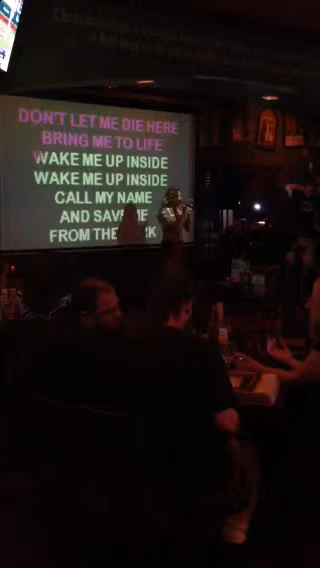 DON'T LET ME DIE HERE
BRING ME TO LIFE
WAKE ME UP INSIDE
WAKE ME UP INSIDE
CALL MY NAME
AND SAVE ME
FROM THE